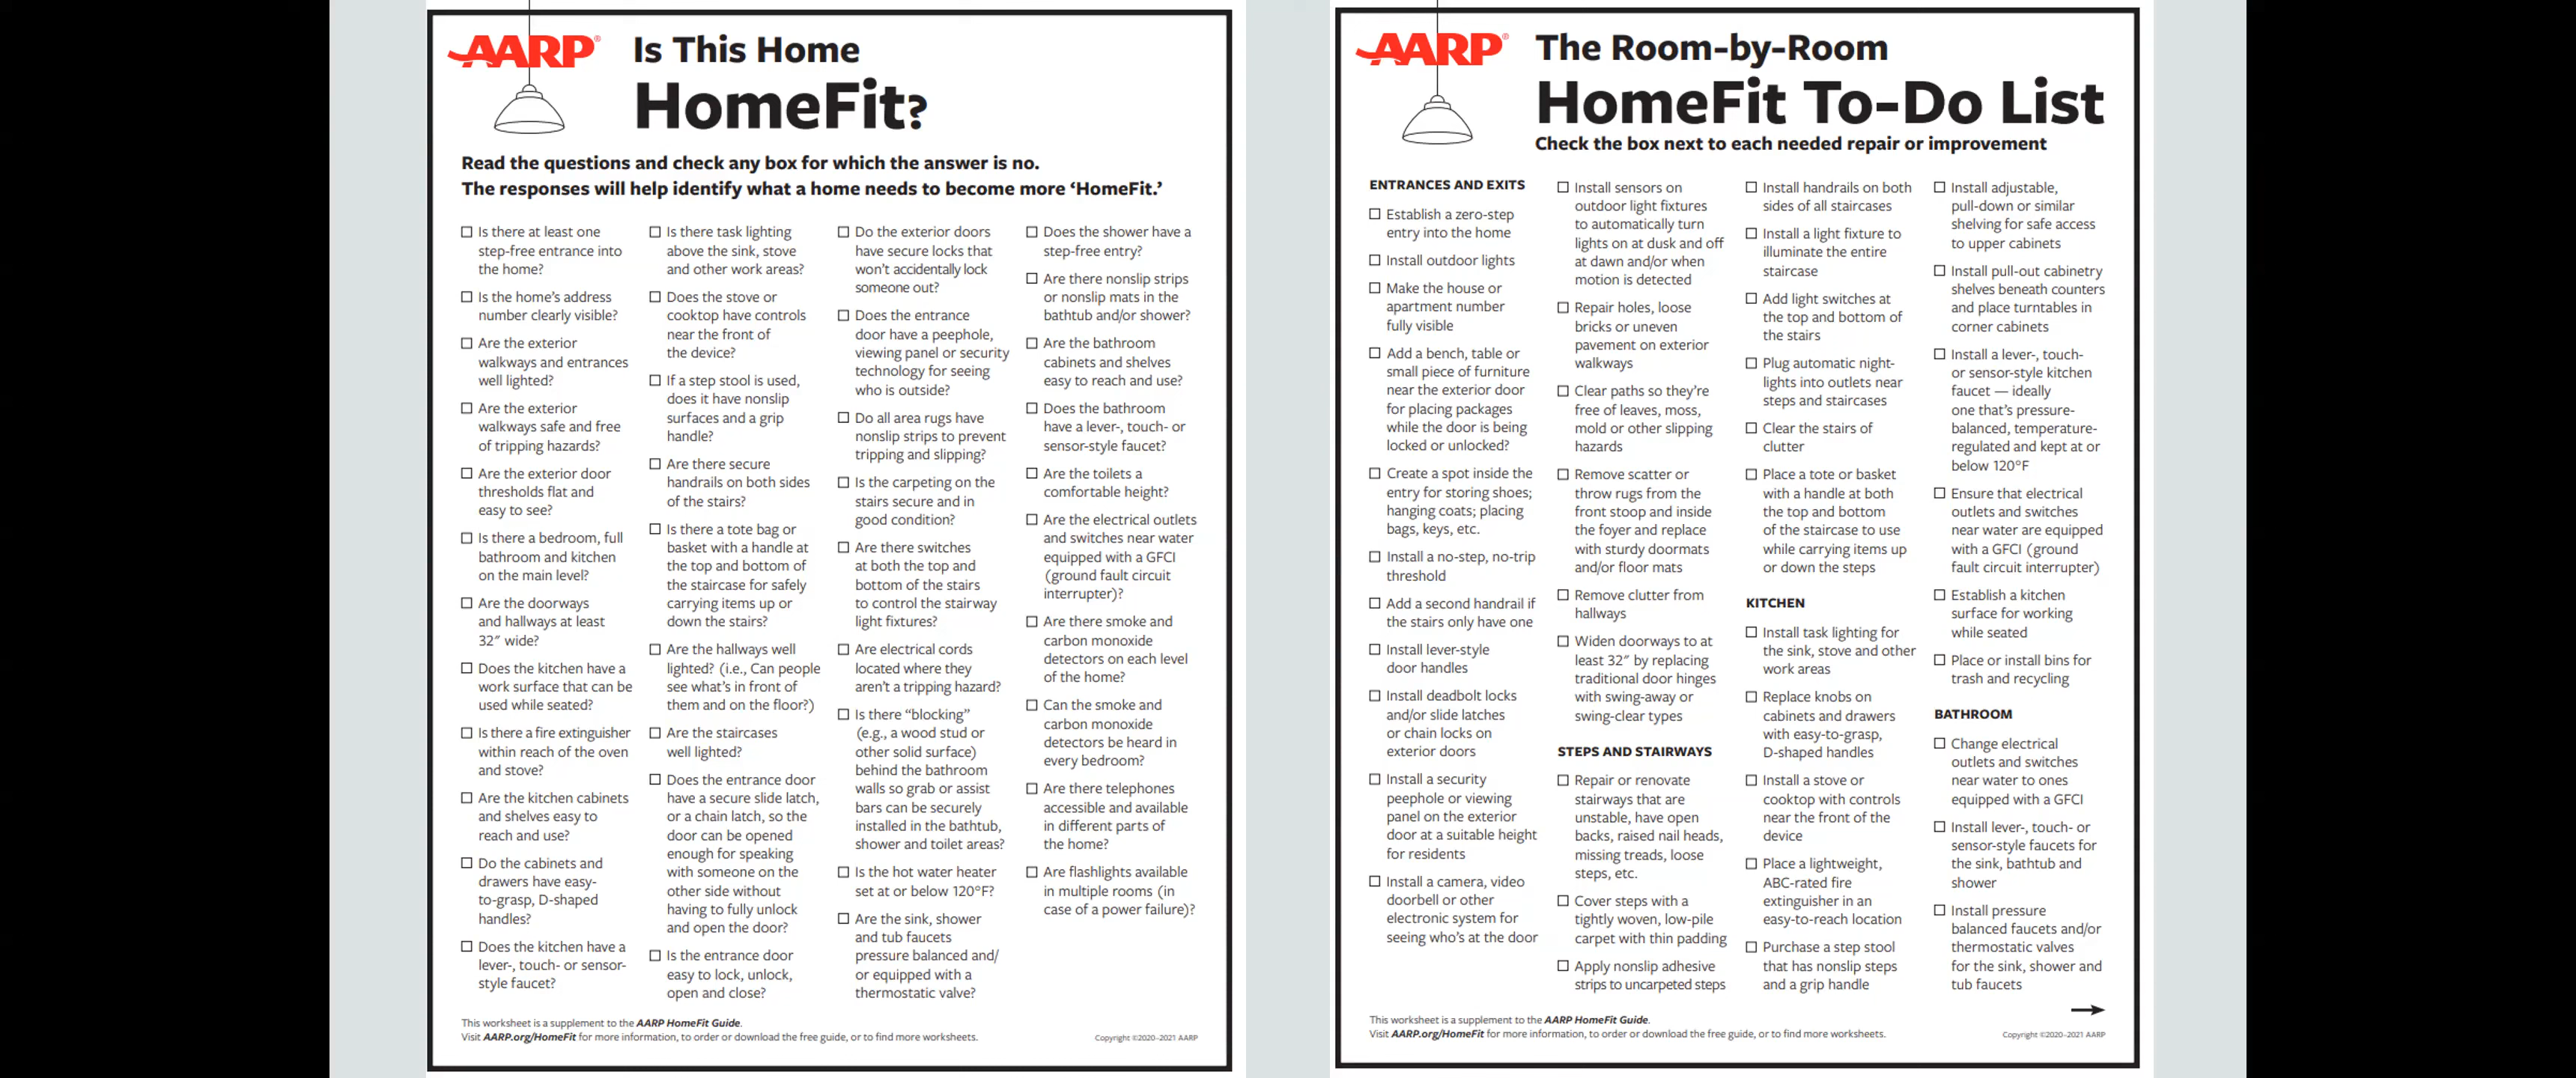 AARP®
Is This Home
HomeFit?
Read the questions and check any box for which the answer is no.
The responses will help identify what a home needs to become more ‘HomeFit.’
Is there at least one
step-free entrance into
the home?
Is the home’s address
number clearly visible?
Are the exterior
walkways and entrances
well lighted?
Are the exterior
walkways safe and free
of tripping hazards?
Are the exterior door
thresholds flat and
easy to see?
Is there a bedroom, full
bathroom and kitchen
on the main level?
Are the doorways
and hallways at least
32″ wide?
Does the kitchen have a
work surface that can be
used while seated?
Is there a fire extinguisher
within reach of the oven
and stove?
Are the kitchen cabinets
and shelves easy to
reach and use?
Do the cabinets and
drawers have easy-
to-grasp, D-shaped
handles?
Does the kitchen have a
lever-, touch- or sensor-
style faucet?
Is there task lighting
above the sink, stove
and other work areas?
Does the stove or
cooktop have controls
near the front of
the device?
If a step stool is used,
does it have nonslip
surfaces and a grip
handle?
Are there secure
handrails on both sides
of the stairs?
Is there a tote bag or
basket with a handle at
the top and bottom of
the staircase for safely
carrying items up or
down the stairs?
Are the hallways well
lighted? (i.e., Can people
see what’s in front of
them and on the floor?)
Are the staircases
well lighted?
Does the entrance door
have a secure slide latch,
or a chain latch, so the
door can be opened
enough for speaking
with someone on the
other side without
having to fully unlock
and open the door?
Is the entrance door
easy to lock, unlock,
open and close?
Do the exterior doors
have secure locks that
won’t accidentally lock
someone out?
Does the entrance
door have a peephole,
viewing panel or security
technology for seeing
who is outside?
Do all area rugs have
nonslip strips to prevent
tripping and slipping?
Is the carpeting on the
stairs secure and in
good condition?
Are there switches
at both the top and
bottom of the stairs
to control the stairway
light fixtures?
Are electrical cords
located where they
aren’t a tripping hazard?
Is there “blocking”
(e.g., a wood stud or
other solid surface)
behind the bathroom
walls so grab or assist
bars can be securely
installed in the bathtub,
shower and toilet areas?
Is the hot water heater
set at or below 120°F?
Are the sink, shower
and tub faucets
pressure balanced and/
or equipped with a
thermostatic valve?
Does the shower have a
step-free entry?
Are there nonslip strips
or nonslip mats in the
bathtub and/or shower?
Are the bathroom
cabinets and shelves
easy to reach and use?
Does the bathroom
have a lever-, touch- or
sensor-style faucet?
Are the toilets a
comfortable height?
Are the electrical outlets
and switches near water
equipped with a GFCI
(ground fault circuit
interrupter)?
Are there smoke and
carbon monoxide
detectors on each level
of the home?
Can the smoke and
carbon monoxide
detectors be heard in
every bedroom?
Are there telephones
accessible and available
in different parts of
the home?
Are flashlights available
in multiple rooms (in
case of a power failure)?
This worksheet is a supplement to the AARP HomeFit Guide.
Visit AARP.org/HomeFit for more information, to order or download the free guide, or to find more worksheets.
Copyright ©2020–2021 AARP
AARP®
The Room-by-Room
HomeFit To-Do List
Check the box next to each needed repair or improvement
ENTRANCES AND EXITS
Establish a zero-step
entry into the home
Install outdoor lights
Make the house or
apartment number
fully visible
Add a bench, table or
small piece of furniture
near the exterior door
for placing packages
while the door is being
locked or unlocked?
Create a spot inside the
entry for storing shoes;
hanging coats; placing
bags, keys, etc.
Install a no-step, no-trip
threshold
Add a second handrail if
the stairs only have one
Install lever-style
door handles
Install deadbolt locks
and/or slide latches
or chain locks on
exterior doors
Install a security
peephole or viewing
panel on the exterior
door at a suitable height
for residents
Install a camera, video
doorbell or other
electronic system for
seeing who’s at the door
Install sensors on
outdoor light fixtures
to automatically turn
lights on at dusk and off
at dawn and/or when
motion is detected
Repair holes, loose
bricks or uneven
pavement on exterior
walkways
Clear paths so they’re
free of leaves, moss,
mold or other slipping
hazards
Remove scatter or
throw rugs from the
front stoop and inside
the foyer and replace
with sturdy doormats
and/or floor mats
Remove clutter from
hallways
Widen doorways to at
least 32″ by replacing
traditional door hinges
with swing-away or
swing-clear types
STEPS AND STAIRWAYS
Repair or renovate
stairways that are
unstable, have open
backs, raised nail heads,
missing treads, loose
steps, etc.
Cover steps with a
tightly woven, low-pile
carpet with thin padding
Apply nonslip adhesive
strips to uncarpeted steps
Install handrails on both
sides of all staircases
Install a light fixture to
illuminate the entire
staircase
Add light switches at
the top and bottom of
the stairs
Plug automatic night-
lights into outlets near
steps and staircases
Clear the stairs of
clutter
Place a tote or basket
with a handle at both
the top and bottom
of the staircase to use
while carrying items up
or down the steps
KITCHEN
Install task lighting for
the sink, stove and other
work areas
Replace knobs on
cabinets and drawers
with easy-to-grasp,
D-shaped handles
Install a stove or
cooktop with controls
near the front of the
device
Place a lightweight,
ABC-rated fire
extinguisher in an
easy-to-reach location
Purchase a step stool
that has nonslip steps
and a grip handle
Install adjustable,
pull-down or similar
shelving for safe access
to upper cabinets
Install pull-out cabinetry
shelves beneath counters
and place turntables in
corner cabinets
Install a lever-, touch-
or sensor-style kitchen
faucet — ideally
one that’s pressure-
balanced, temperature-
regulated and kept at or
below 120°F
Ensure that electrical
outlets and switches
near water are equipped
with a GFCI (ground
fault circuit interrupter)
Establish a kitchen
surface for working
while seated
Place or install bins for
trash and recycling
BATHROOM
Change electrical
outlets and switches
near water to ones
equipped with a GFCI
Install lever-, touch- or
sensor-style faucets for
the sink, bathtub and
shower
Install pressure
balanced faucets and/or
thermostatic valves
for the sink, shower and
tub faucets
This worksheet is a supplement to the AARP HomeFit Guide.
Visit AARP.org/HomeFit for more information, to order or download the free guide, or to find more worksheets.
Copyright ©2020–2021 AARP